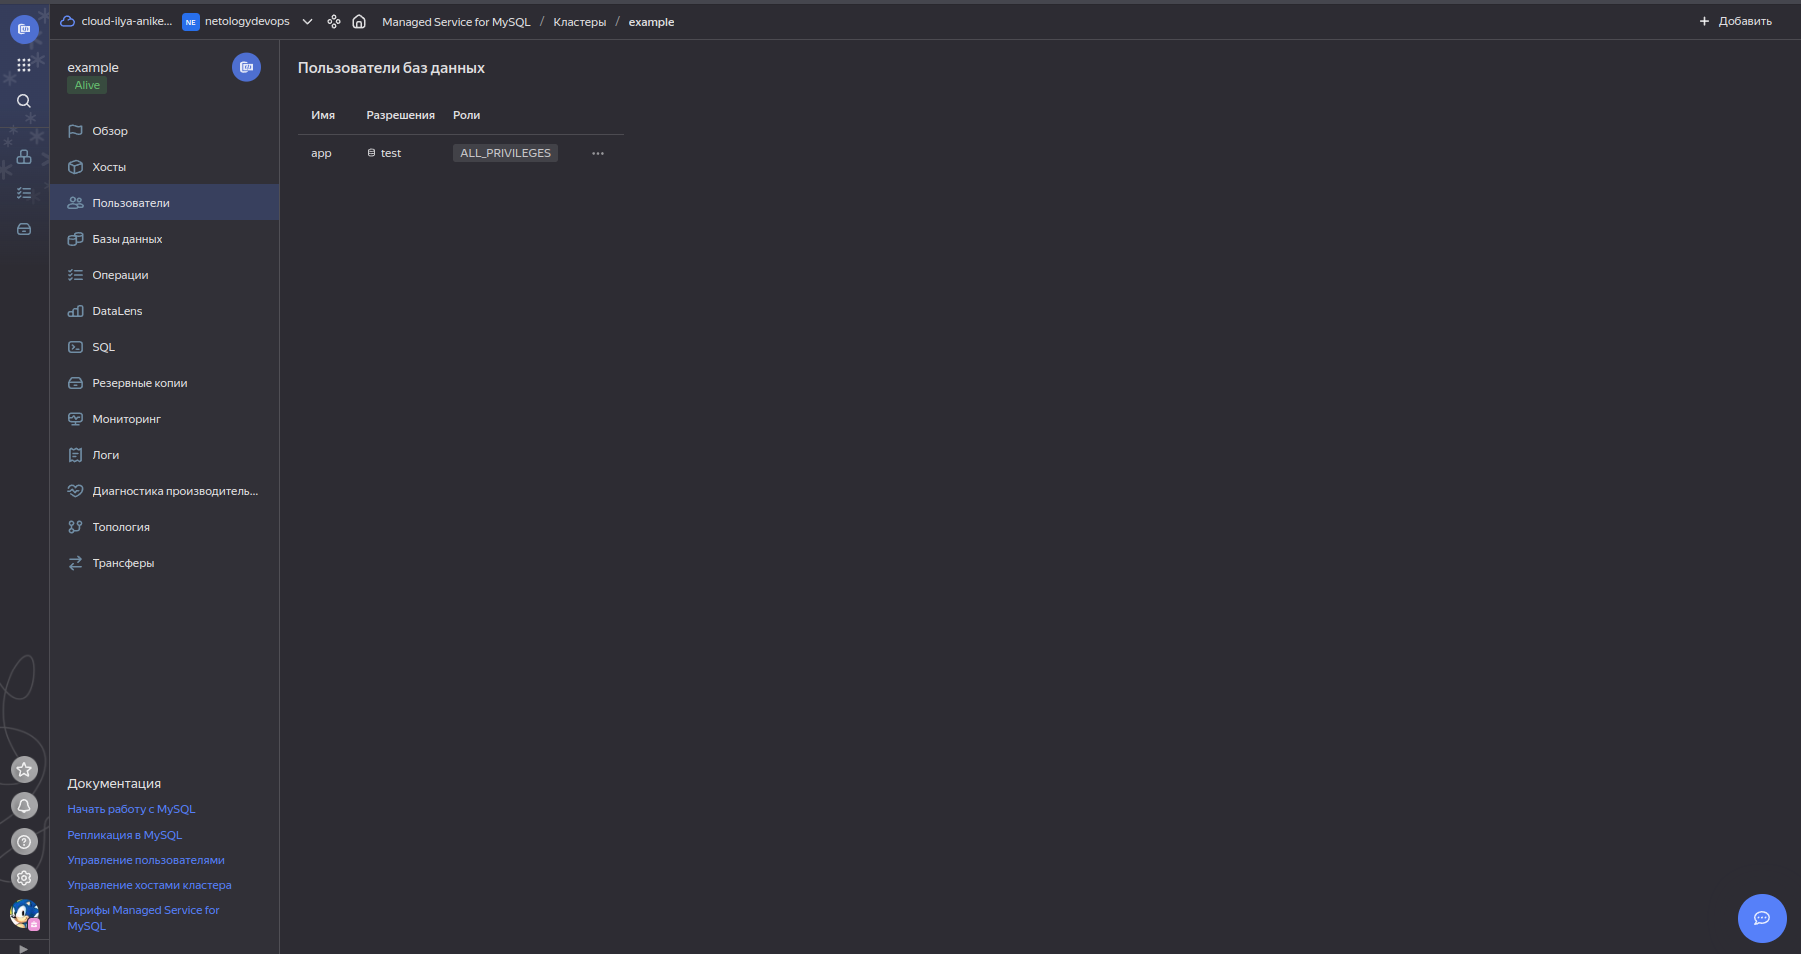 cloud-ilya-anike...
NE
netologydevops
Managed Service for MySQL / Кластеры / example
Добавить
example
Alive
Обзор
Хосты
Пользователи
Базы данных
Операции
DataLens
SQL
Резервные копии
Мониторинг
Логи
Диагностика производитель...
Топология
Трансферы
Документация
Начать работу с MySQL
Репликация в MySQL
Управление пользователями
Управление хостами кластера
Тарифы Managed Service for
MySQL
Пользователи баз данных
Имя Разрешения Роли
app test ALL_PRIVILEGES